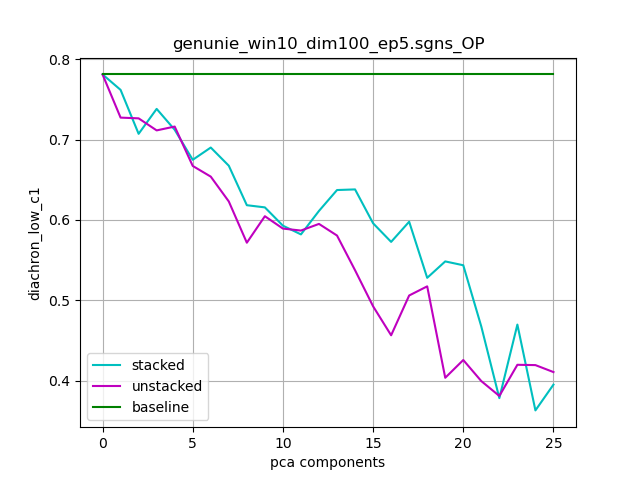 genunie_win10_dim100_ep5.sgns_OP
0.8
0.7
0.6
0.5
0.4
diachron_low_c1
stacked
unstacked
baseline
0 5 10 15 20 25
pca components